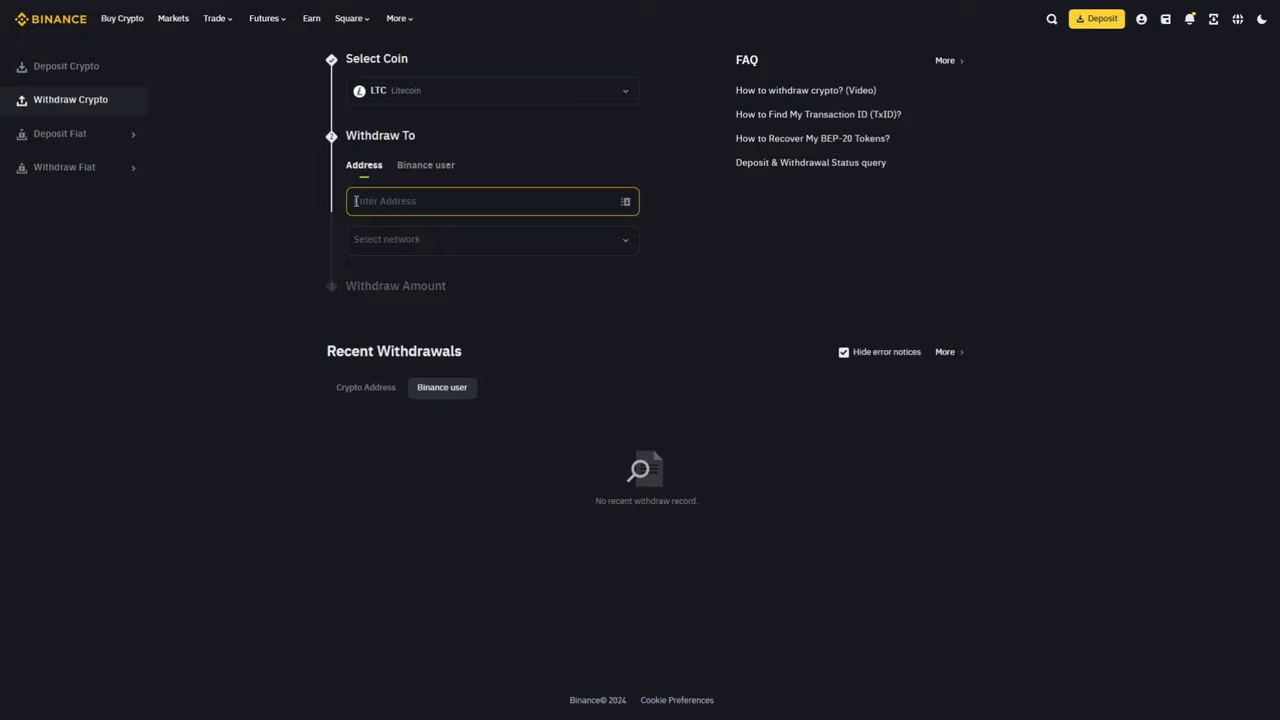 BINANCE
Buy Crypto
Markets
Trade
Futures
Earn
Square
More
Deposit
Deposit Crypto
Withdraw Crypto
Deposit Fiat
Withdraw Fiat
Select Coin
LTC Litecoin
2
Withdraw To
Address
Binance user
Enter Address
Select network
Withdraw Amount
FAQ
More
How to withdraw crypto? (Video)
How to Find My Transaction ID (TxID)?
How to Recover My BEP-20 Tokens?
Deposit & Withdrawal Status query
Recent Withdrawals
Hide error notices
More
Crypto Address
Binance user
No recent withdraw record.
Binance© 2024
Cookie Preferences